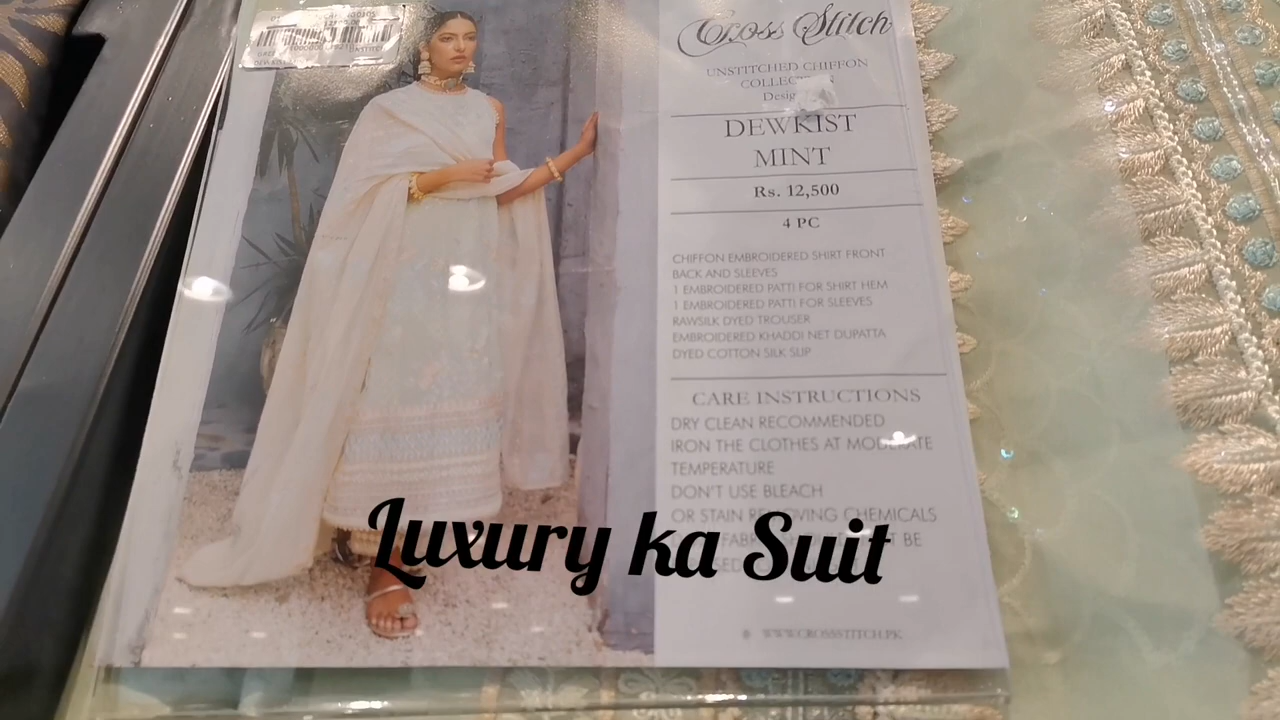 Cross Stitch
UNSTITCHED CHIFFON
DEWKIST
MINT
Rs. 12,500
4 PC
CHIFFON EMBROIDERED SHIRT FRONT
BACK AND SLEEVES
1 EMBROIDERED PATTI FOR SHIRT HEM
1 EMBROIDERED PATTI FOR SLEEVES
RAWSILK DYED TROUSER
EMBROIDERED KHADDI NET DUPATTA
DYED COTTON SILK SLIP
CARE INSTRUCTIONS
DRY CLEAN RECOMMENDED
IRON THE CLOTHES AT MODERATE
TEMPERATURE
DON'T USE BLEACH
OR STAIN REMOVING CHEMICALS
BE
Luxury ka Suit
WWW.CROSSSTITCH.PK